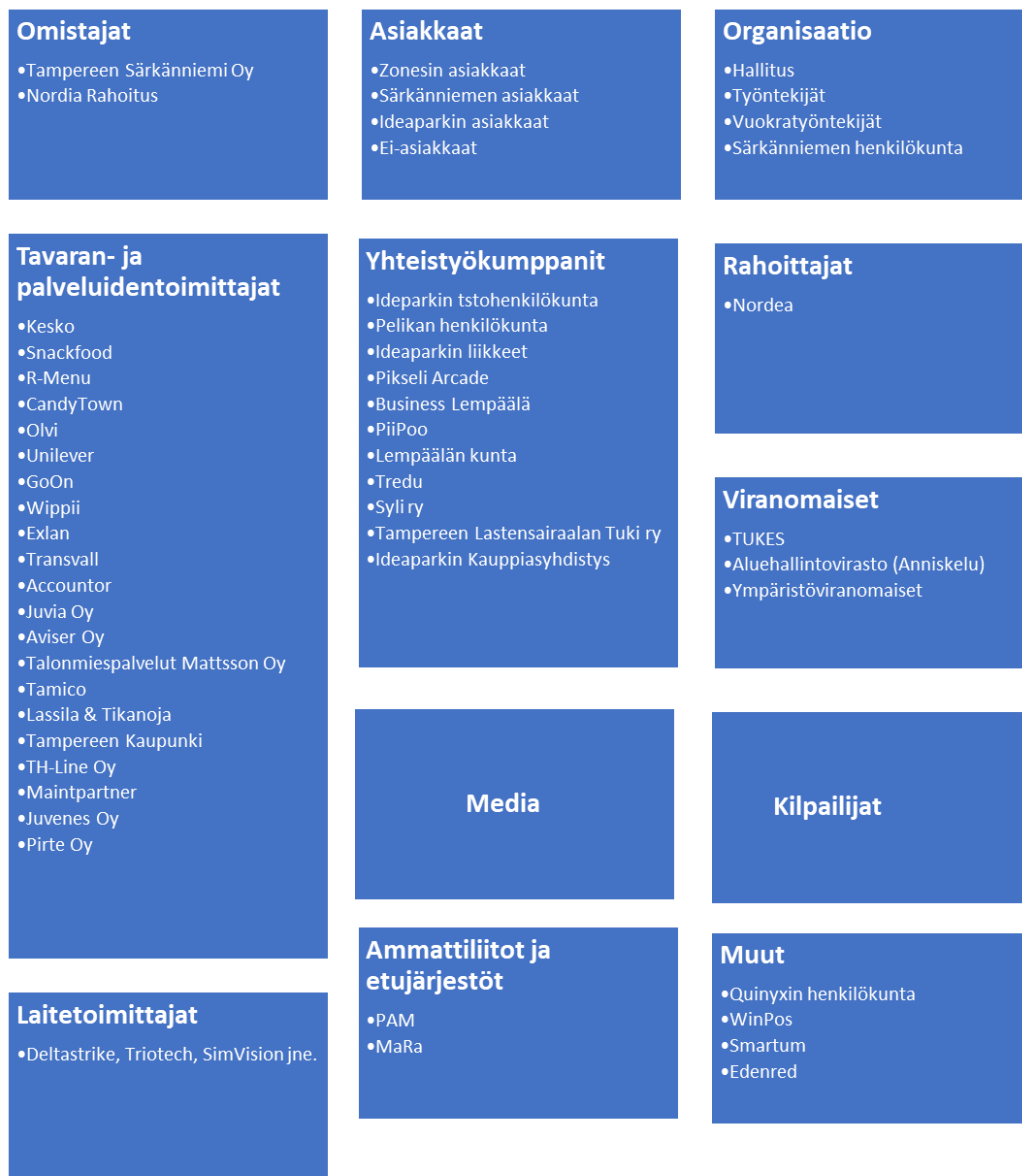 Omistajat
•Tampereen Särkänniemi Oy
•Nordia Rahoitus
Asiakkaat
•Zonesin asiakkaat
•Särkänniemen asiakkaat
•Ideaparkin asiakkaat
•Ei-asiakkaat
Organisaatio
•Hallitus
•Työntekijät
•Vuokratyöntekijät
•Särkänniemen henkilökunta
Tavaran- ja
palveluidentoimittajat
•Kesko
•Snackfood
•R-Menu
•CandyTown
•Olvi
•Unilever
•GoOn
•Wippii
•Exlan
•Transvall
•Accountor
•Juvia Oy
•Aviser Oy
•Talonmiespalvelut Mattsson Oy
•Tamico
•Lassila & Tikanoja
•Tampereen Kaupunki
•TH-Line Oy
•Maintpartner
•Juvenes Oy
•Pirte Oy
Yhteistyökumppanit
•Ideparkin tstohenkilökunta
•Pelikan henkilökunta
•Ideaparkin liikkeet
•Pikseli Arcade
•Business Lempäälä
•PiiPoo
•Lempäälän kunta
•Tredu
•Syli ry
•Tampereen Lastensairaalan Tuki ry
•Ideaparkin Kauppiasyhdistys
Rahoittajat
•Nordea
Viranomaiset
•TUKES
•Aluehallintovirasto (Anniskelu)
•Ympäristöviranomaiset
Media
Kilpailijat
Ammattiliitot ja
etujärjestöt
•PAM
•MaRa
Muut
•Quinyxin henkilökunta
•WinPos
•Smartum
•Edenred
Laitetoimittajat
•Deltastrike, Triotech, SimVision jne.